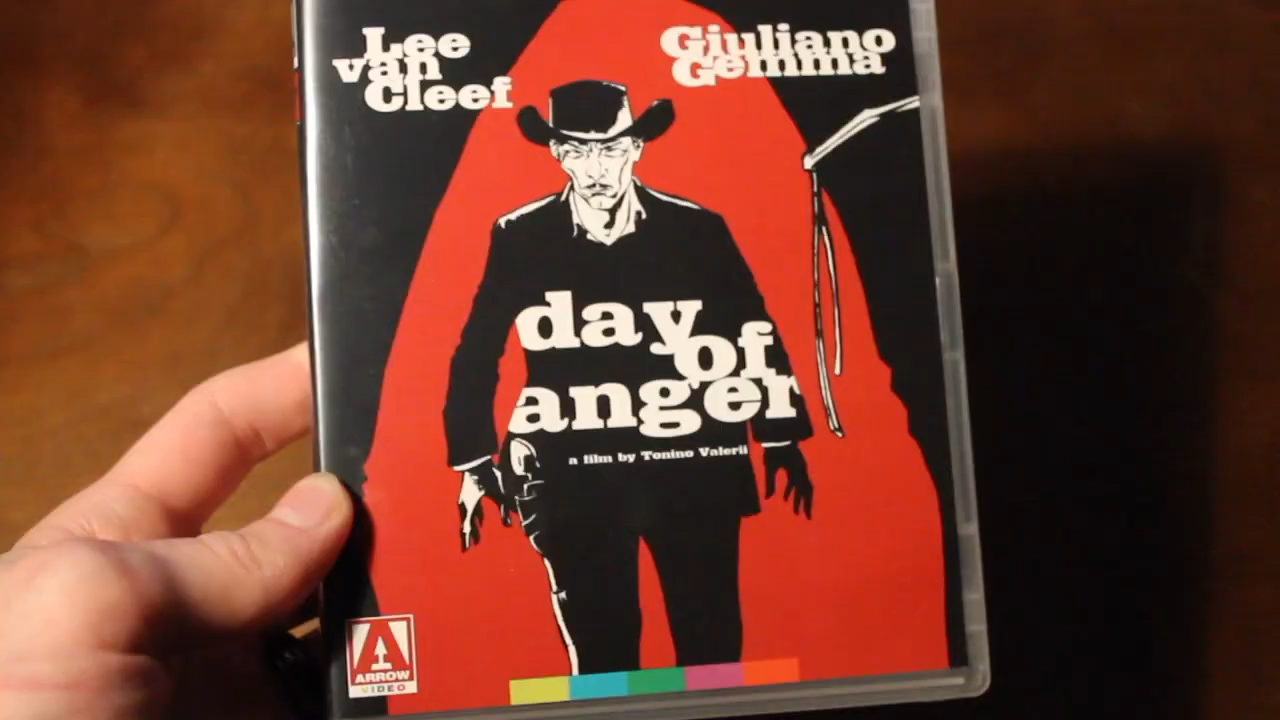 Lee
van
Cleef
Giuliano
Gemma
day
of
anger
a film by Tonino Valerii
ARROW
VIDEO